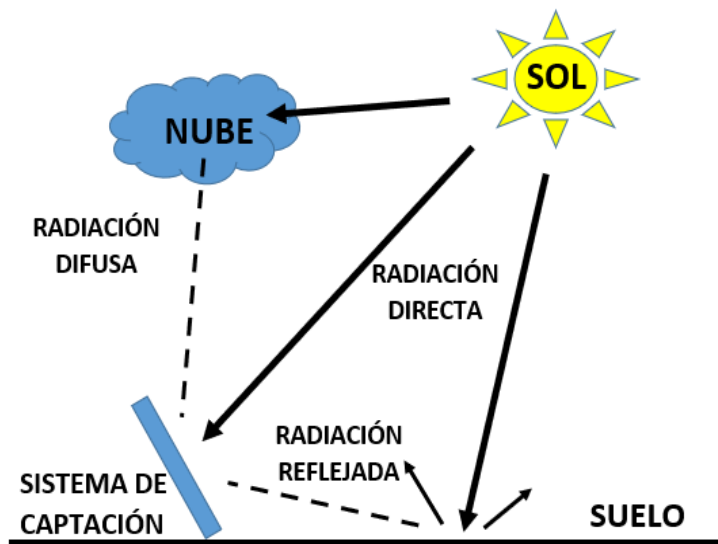 SOL
NUBE
RADIACIÓN
DIFUSA
RADIACIÓN
DIRECTA
RADIACIÓN
REFLEJADA
SISTEMA DE
CAPTACIÓN
SUELO